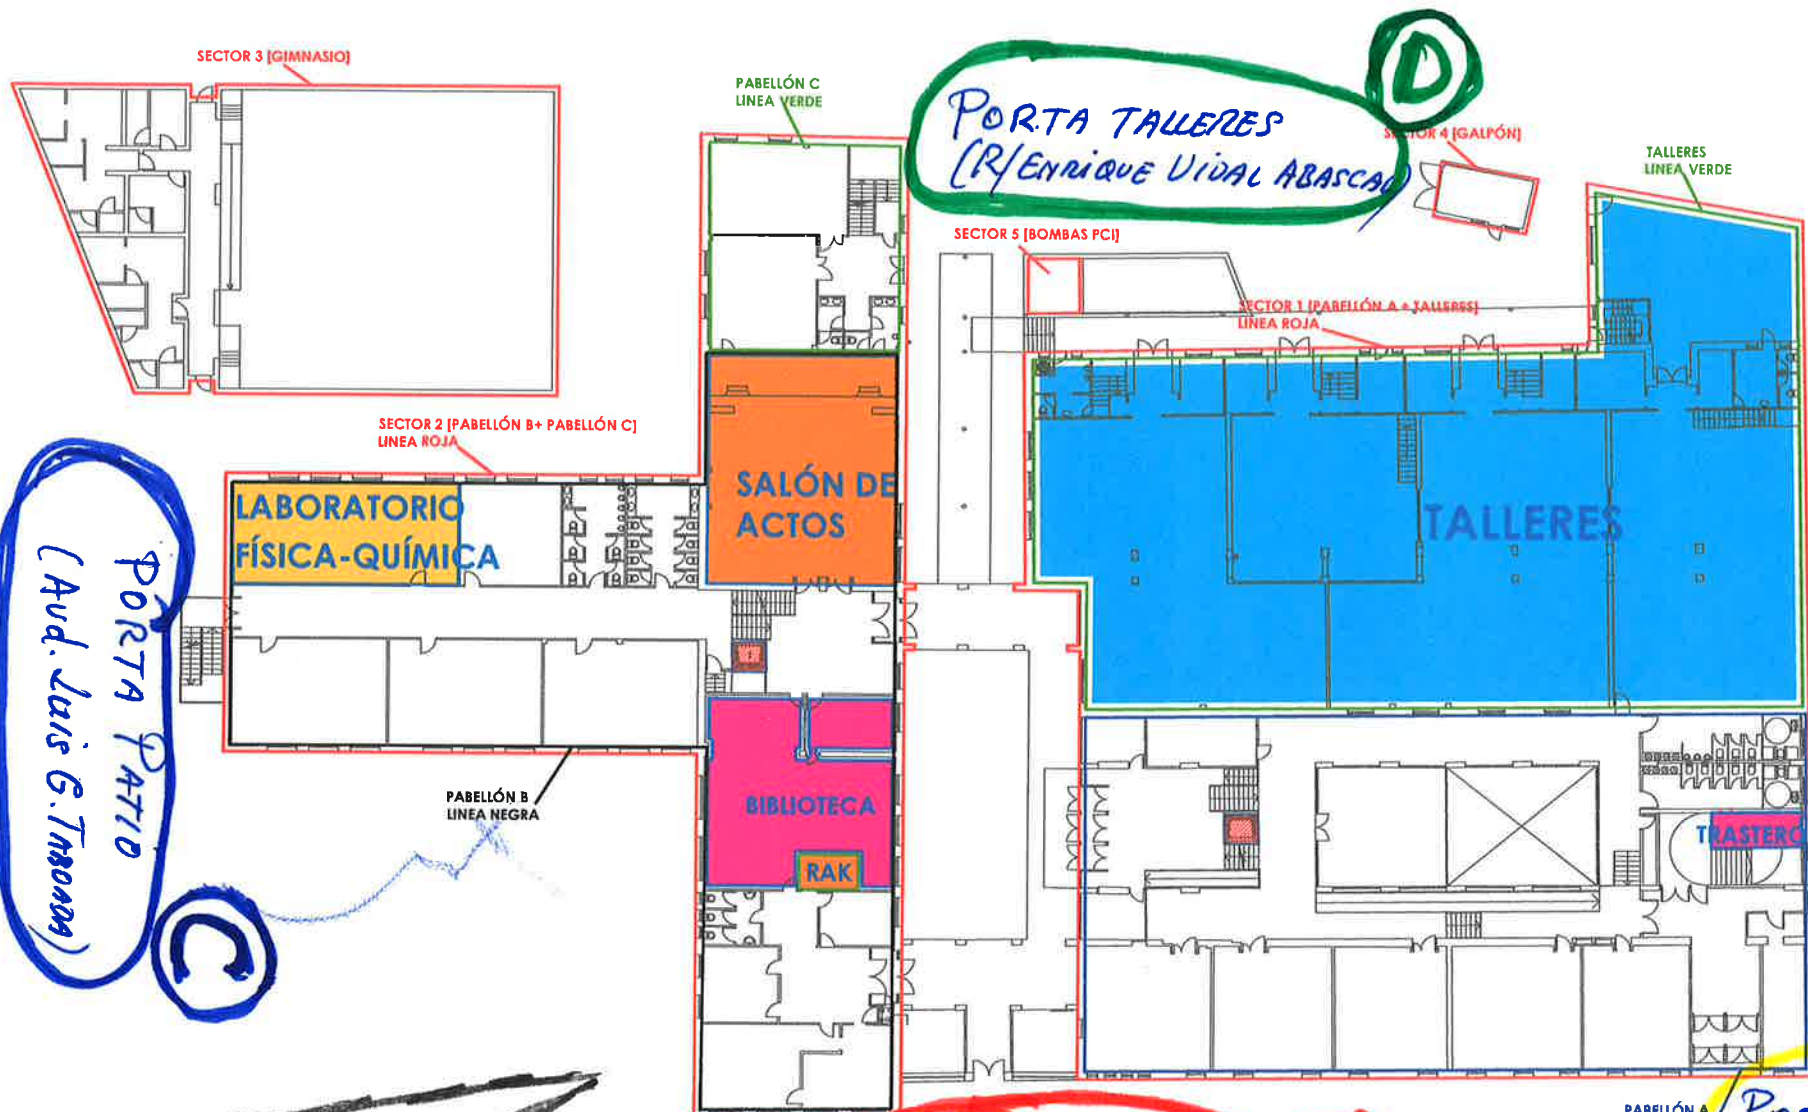 SECTOR 3 [GIMNASIO]
PABELLÓN C
LINEA VERDE
D
PORTA TALLERES
(R/ENRIQUE VIDAL ABASCAL)
SECTOR 4 [GALPÓN]
TALLERES
LINEA VERDE
SECTOR 5 [BOMBAS PCI]
SECTOR 1 [PABELLÓN A + TALLERES]
LINEA ROJA
SECTOR 2 [PABELLÓN B+ PABELLÓN C]
LINEA ROJA
LABORATORIO
FÍSICA-QUÍMICA
SALÓN DE
ACTOS
TALLERES
PORTA PATIO
(Avd. Luis G. TABOADA)
C
PABELLÓN B
LINEA NEGRA
BIBLIOTECA
RAK
TRASTERO
PABELLÓN A